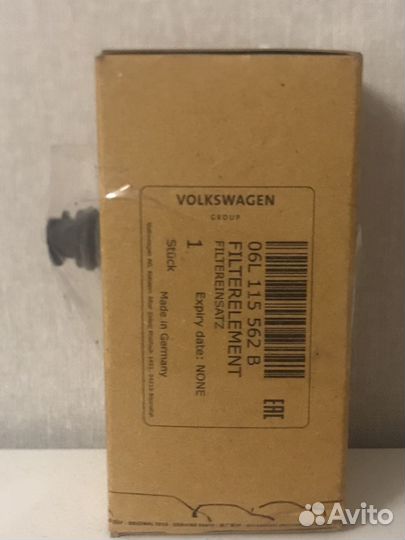 VOLKSWAGEN
GROUP
06L 115 562 B
FILTERELEMENT
FILTEREINSATZ
1
Expiry date: NONE
Stück
Made in Germany
EAC
Avito